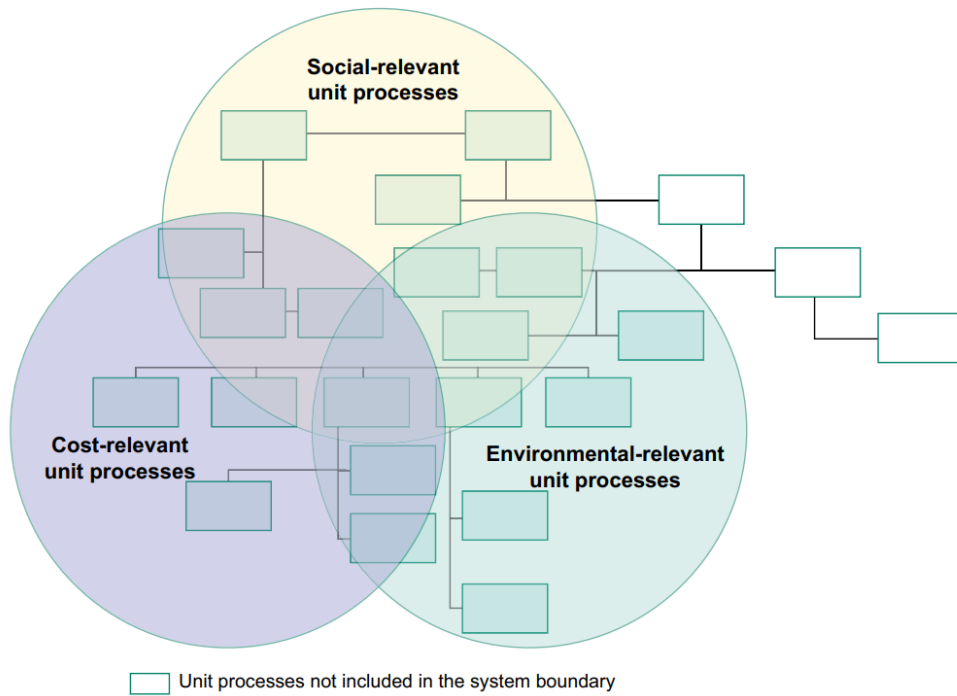 Social-relevant
unit processes
Cost-relevant
unit processes
Environmental-relevant
unit processes
Unit processes not included in the system boundary